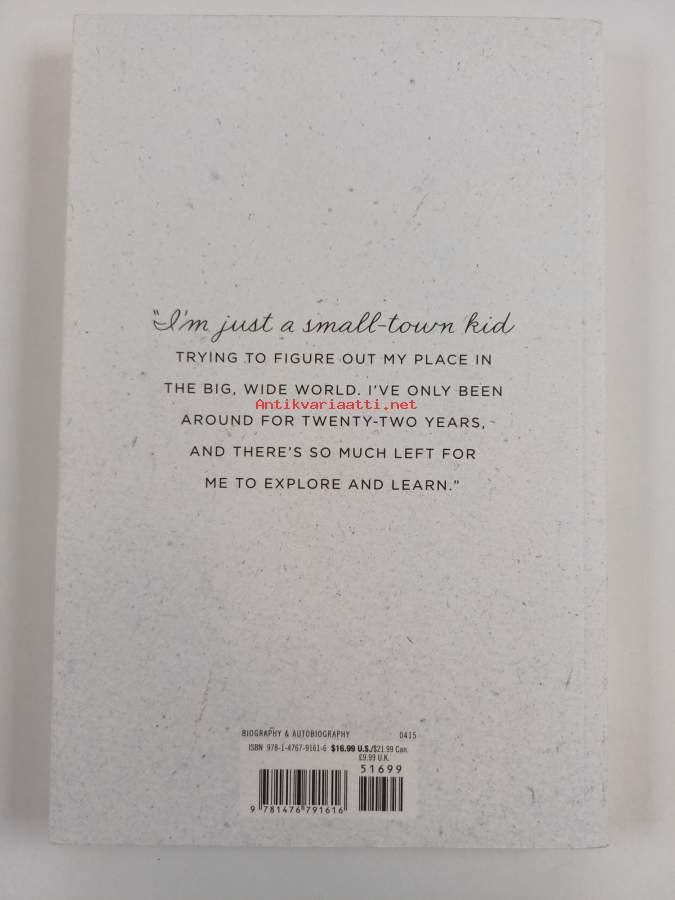 "I'm just a small-town kid
TRYING TO FIGURE OUT MY PLACE IN
THE BIG, WIDE WORLD. I'VE ONLY BEEN
Antikvariaatti.net
AROUND FOR TWENTY-TWO YEARS,
AND THERE'S SO MUCH LEFT FOR
ME TO EXPLORE AND LEARN."
BIOGRAPHY & AUTOBIOGRAPHY 0415
ISBN 978-1-4767-9161-6 $16.99 U.S./$21.99 Can.
£9.99 U.K.
51699
9 781476 791616